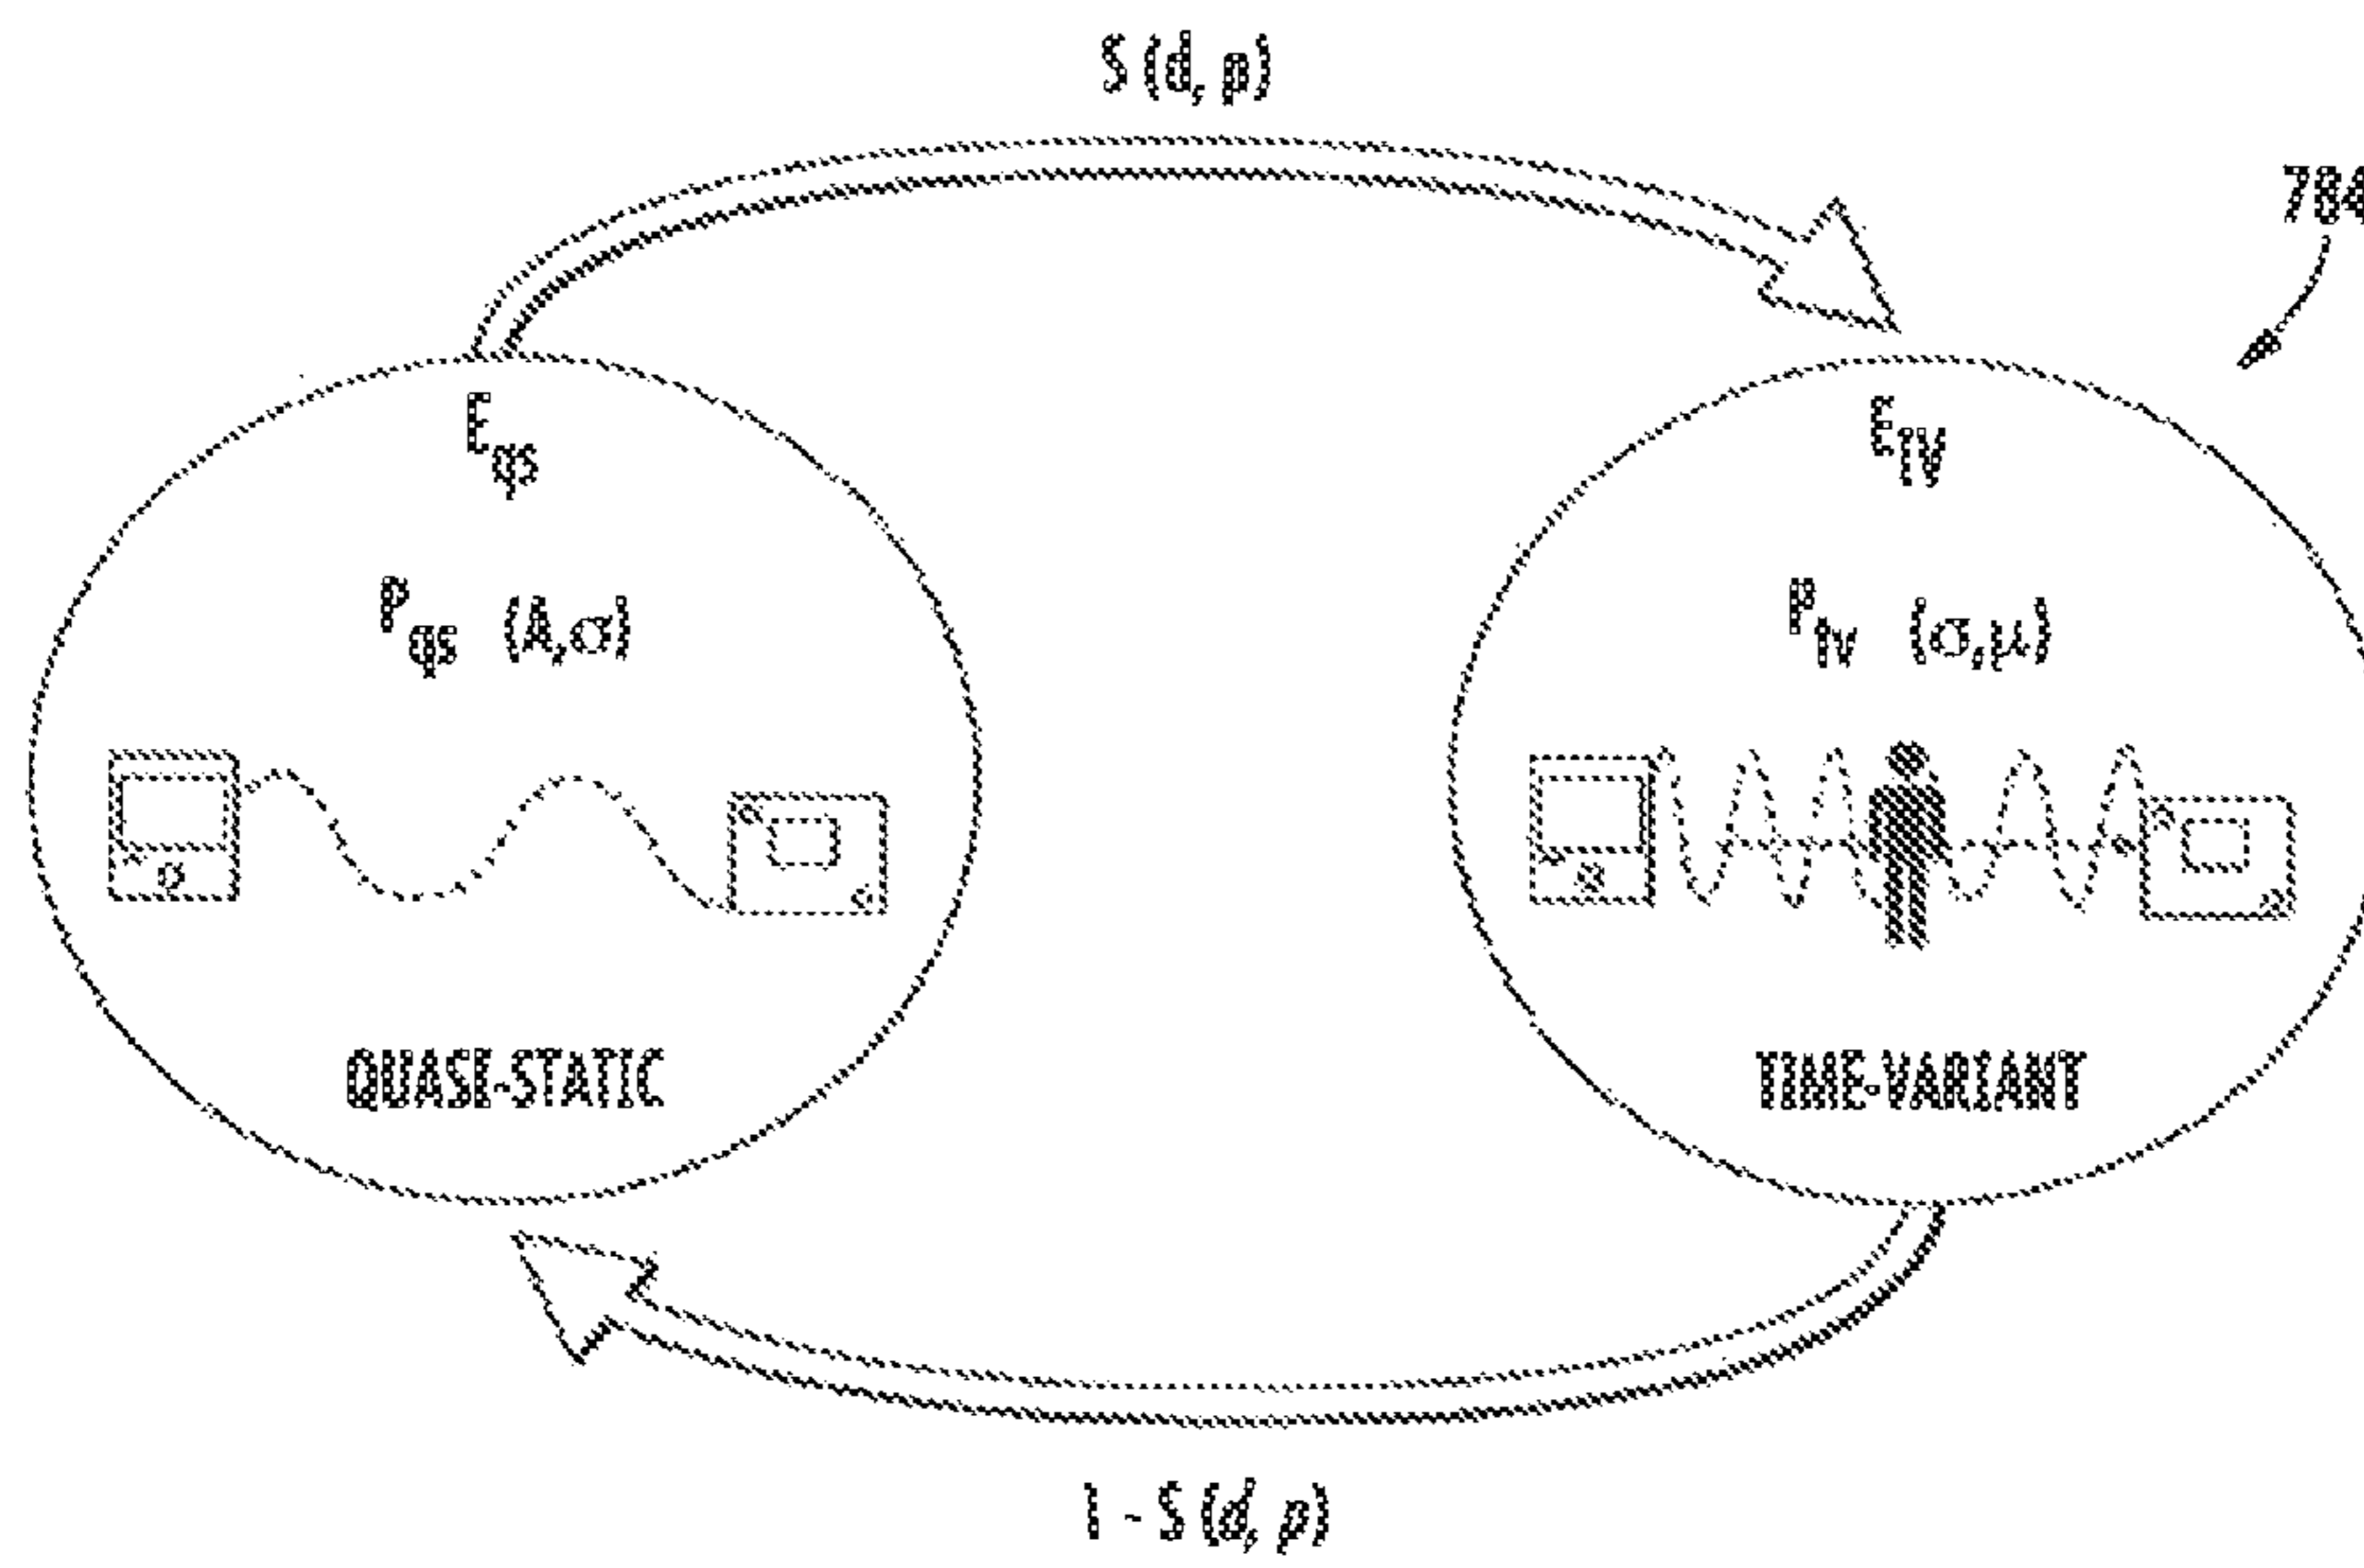 S (d, p)
784
E_qs
E_tv
P_qs (A,σ)
P_tv (σ,μ)
QUASI-STATIC
TIME-VARIANT
1 - S (d, p)